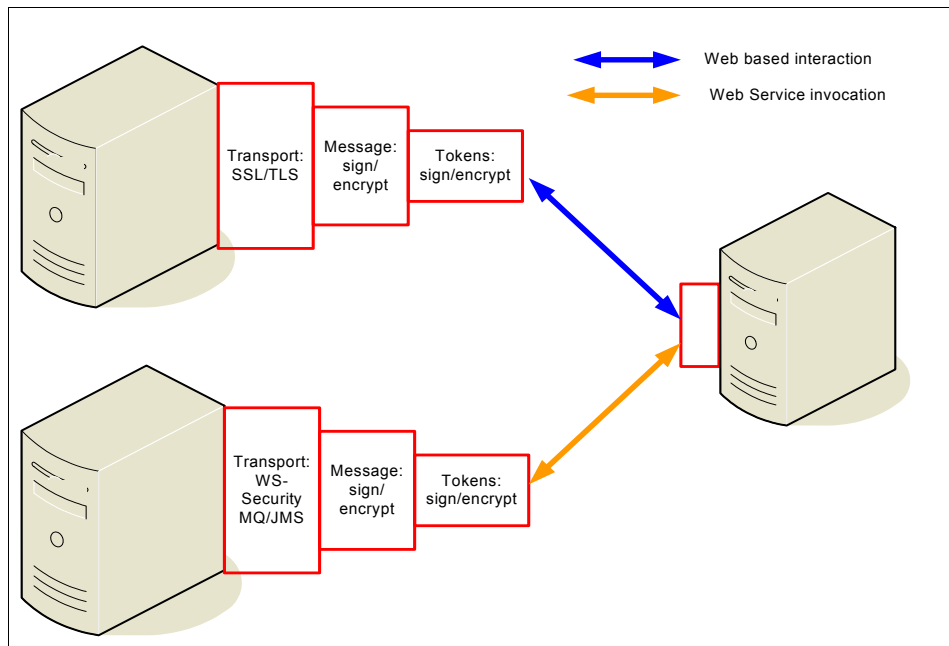 Web based interaction
Web Service invocation
Transport:
SSL/TLS
Message:
sign/
encrypt
Tokens:
sign/encrypt
Transport:
WS-
Security
MQ/JMS
Message:
sign/
encrypt
Tokens:
sign/encrypt